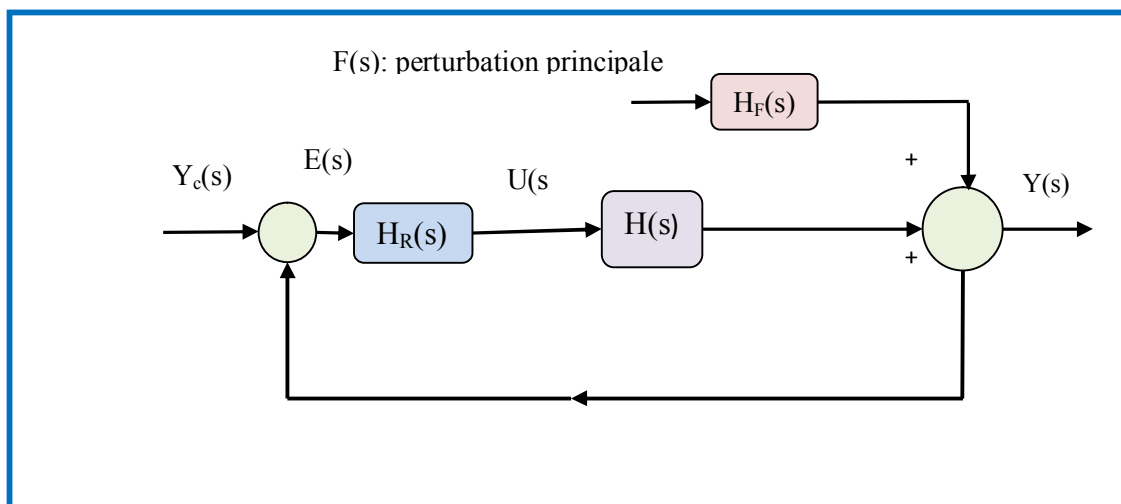 F(s): perturbation principale
H_F(s)
E(s)
Y_c(s)
U(s
+
Y(s)
H_R(s)
H(s)
+